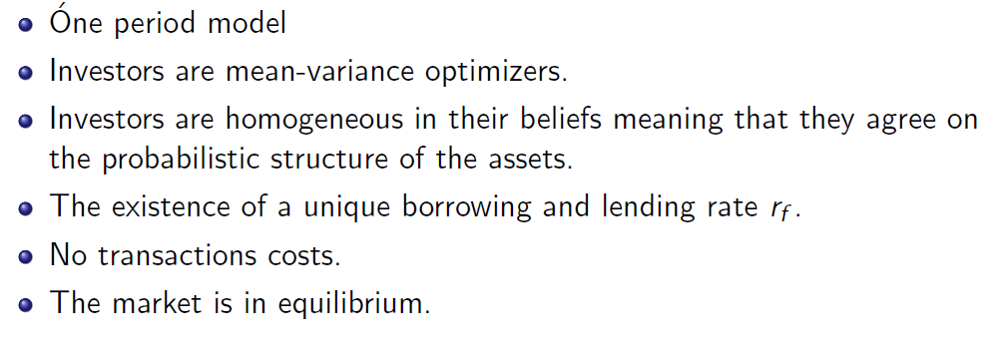 Óne period model
Investors are mean-variance optimizers.
Investors are homogeneous in their beliefs meaning that they agree on
the probabilistic structure of the assets.
The existence of a unique borrowing and lending rate r_f.
No transactions costs.
The market is in equilibrium.